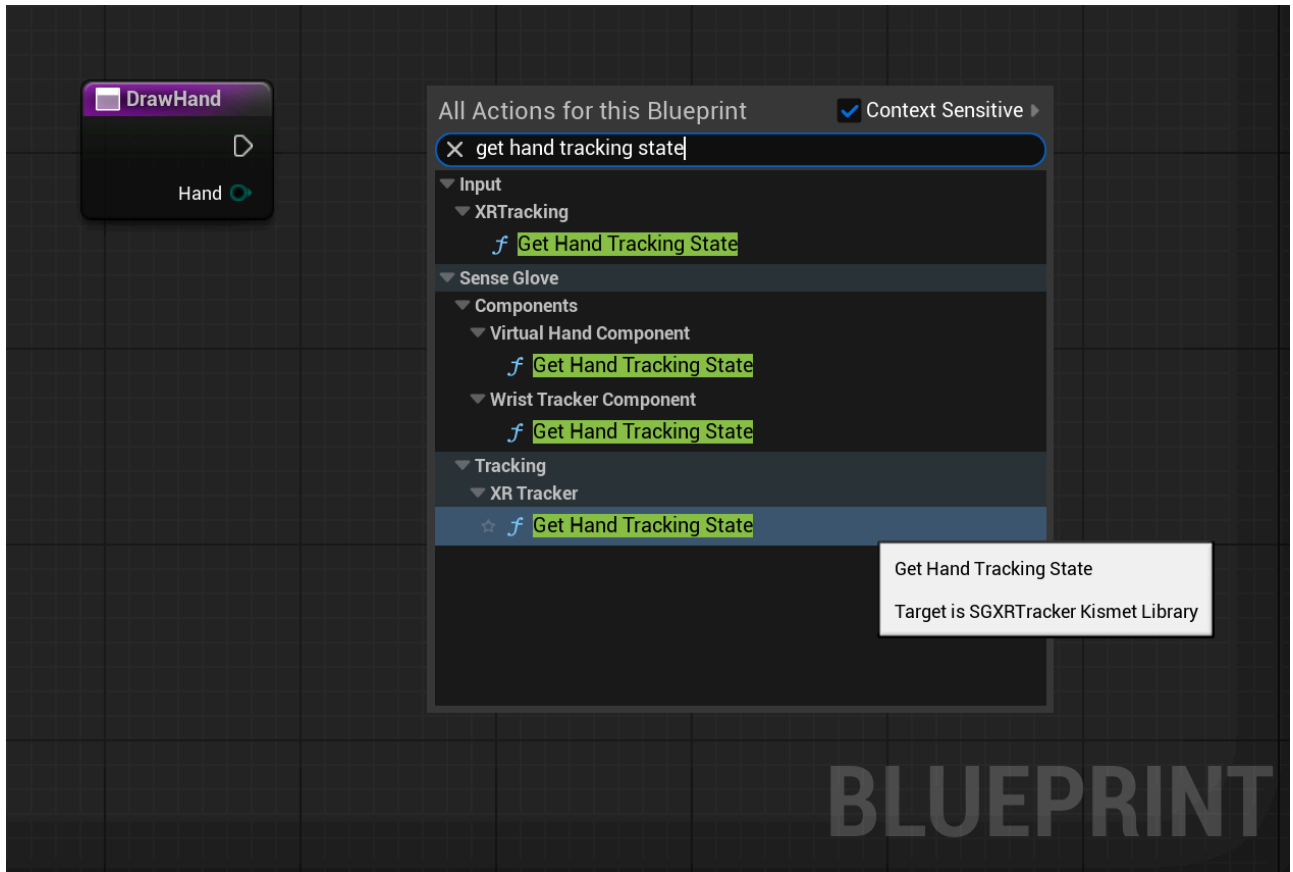 DrawHand
Hand
All Actions for this Blueprint
Context Sensitive
get hand tracking state
Input
XRTracking
Get Hand Tracking State
Sense Glove
Components
Virtual Hand Component
Get Hand Tracking State
Wrist Tracker Component
Get Hand Tracking State
Tracking
XR Tracker
Get Hand Tracking State
Get Hand Tracking State
Target is SGXRTracker Kismet Library
BLUEPRINT